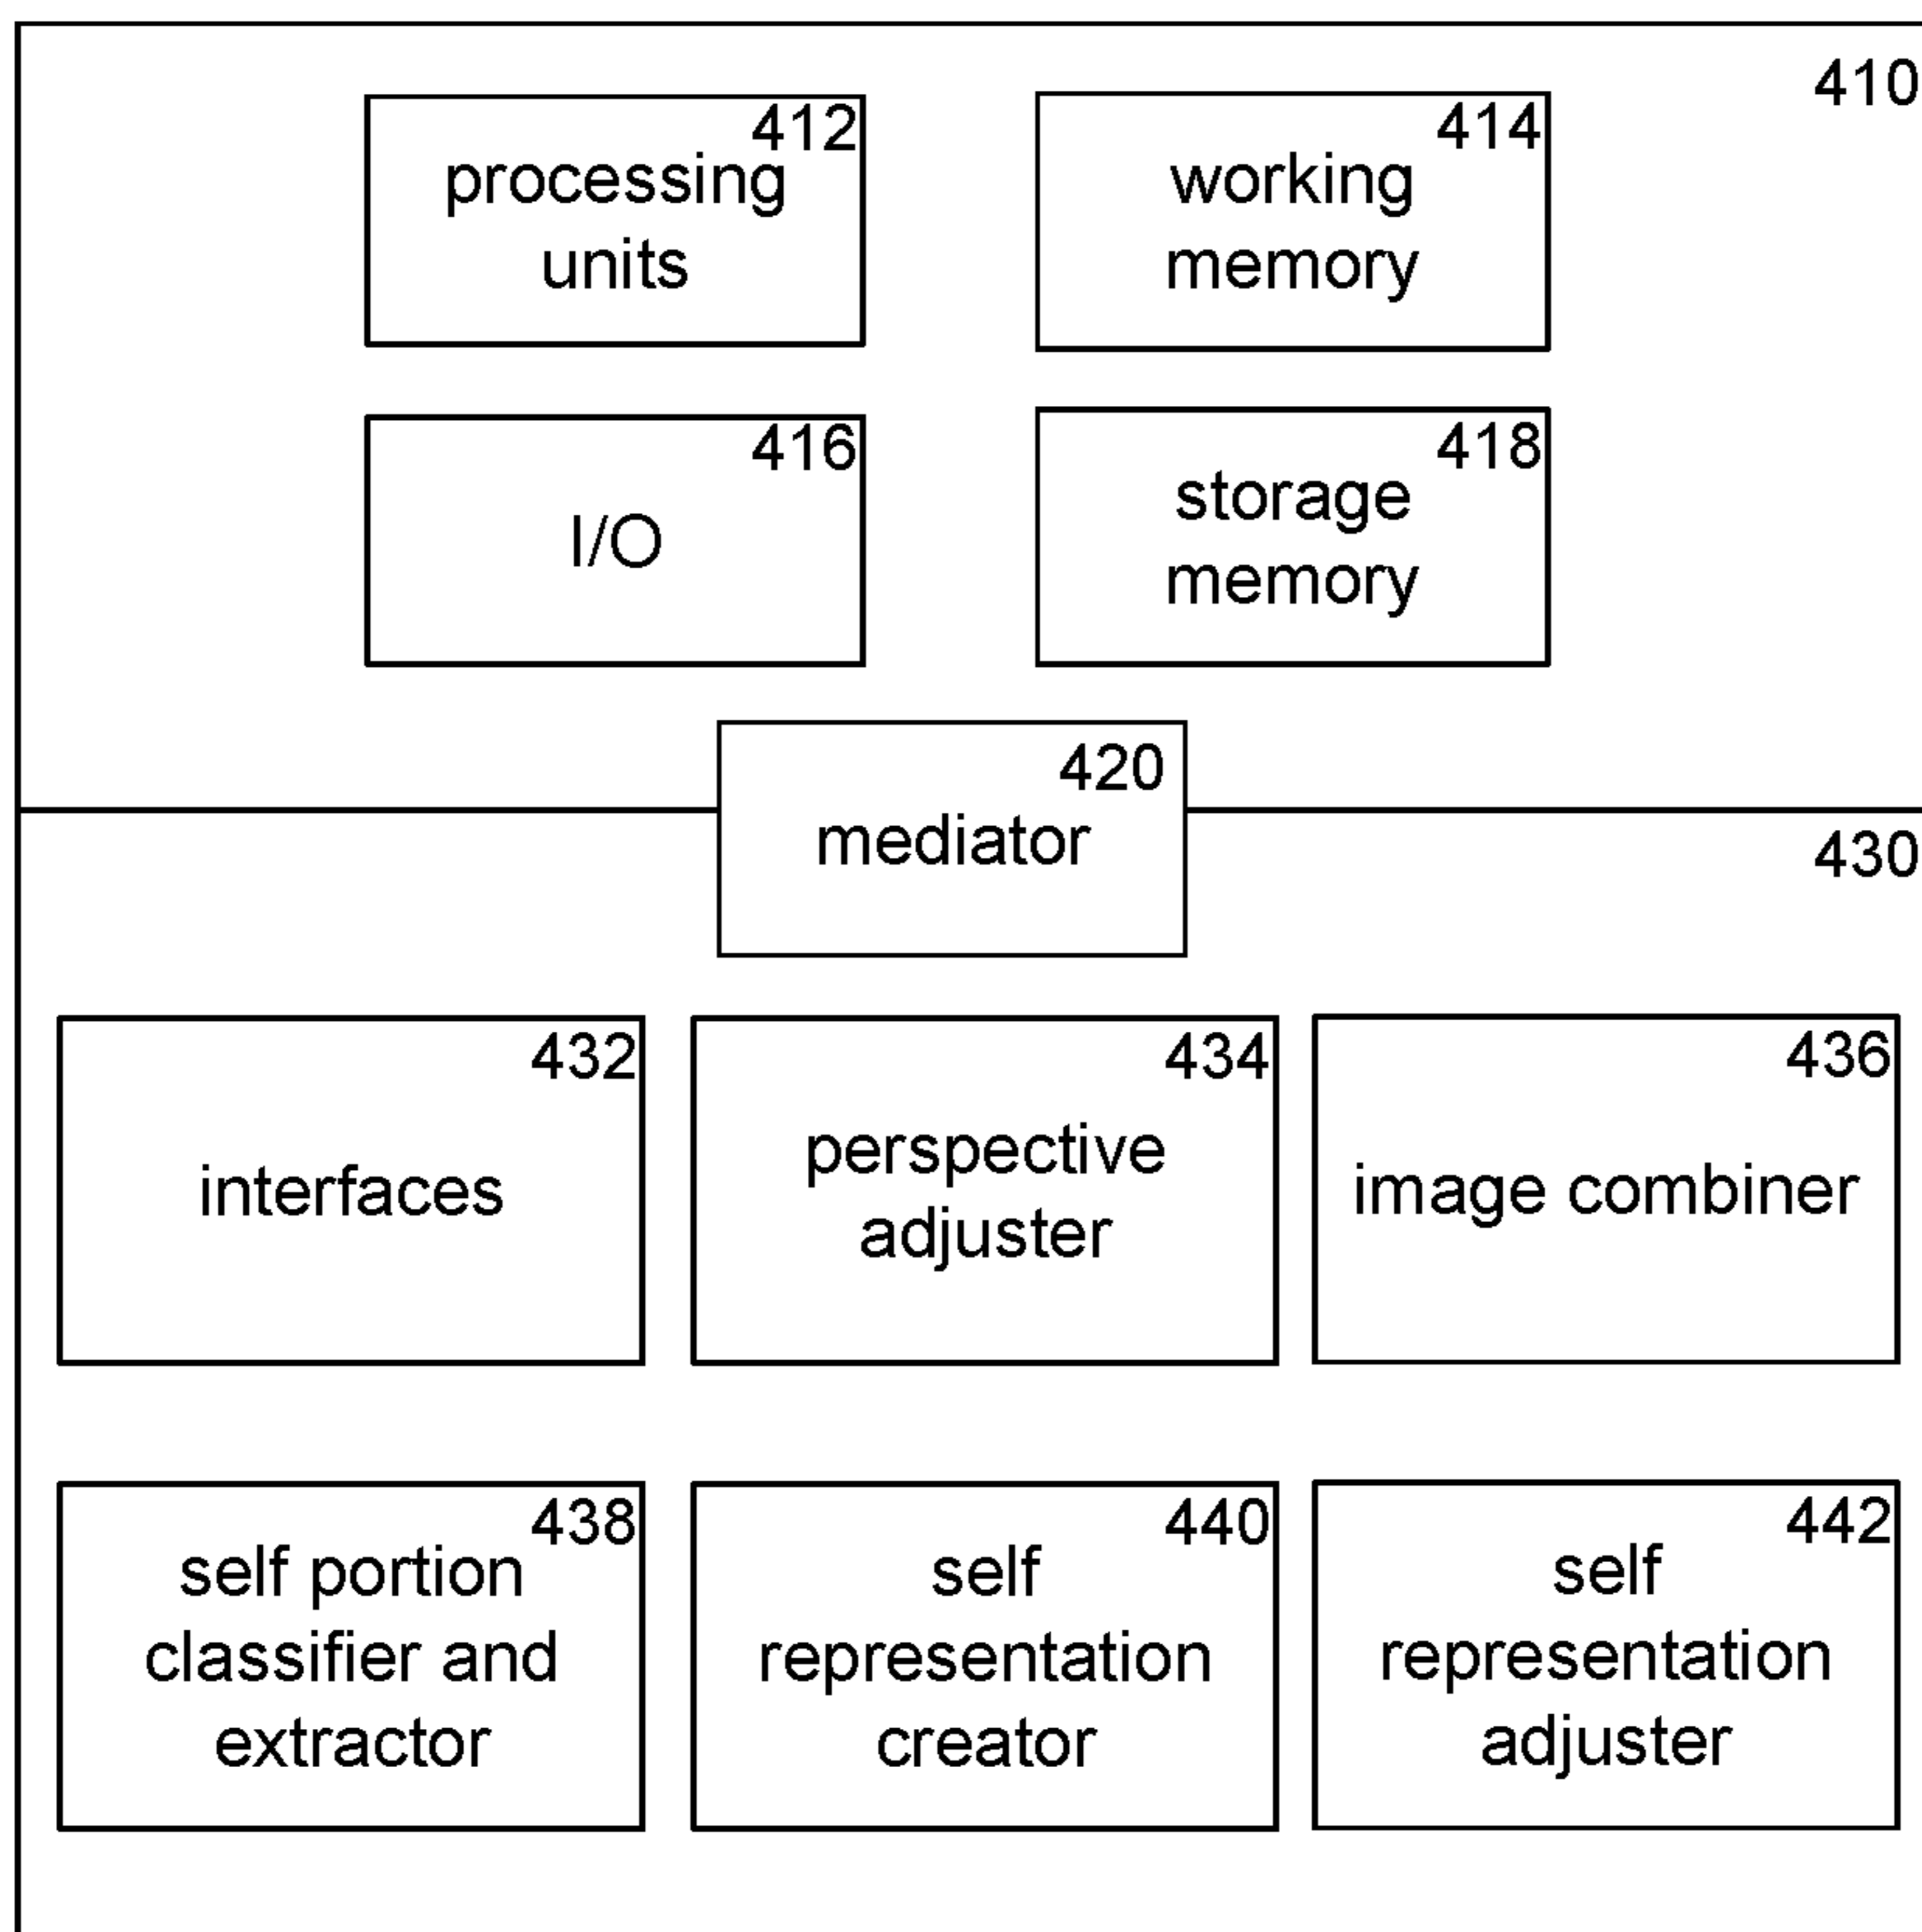 410
412
processing
units
414
working
memory
416
I/O
418
storage
memory
420
mediator
430
432
interfaces
434
perspective
adjuster
436
image combiner
438
self portion
classifier and
extractor
440
self
representation
creator
442
self
representation
adjuster